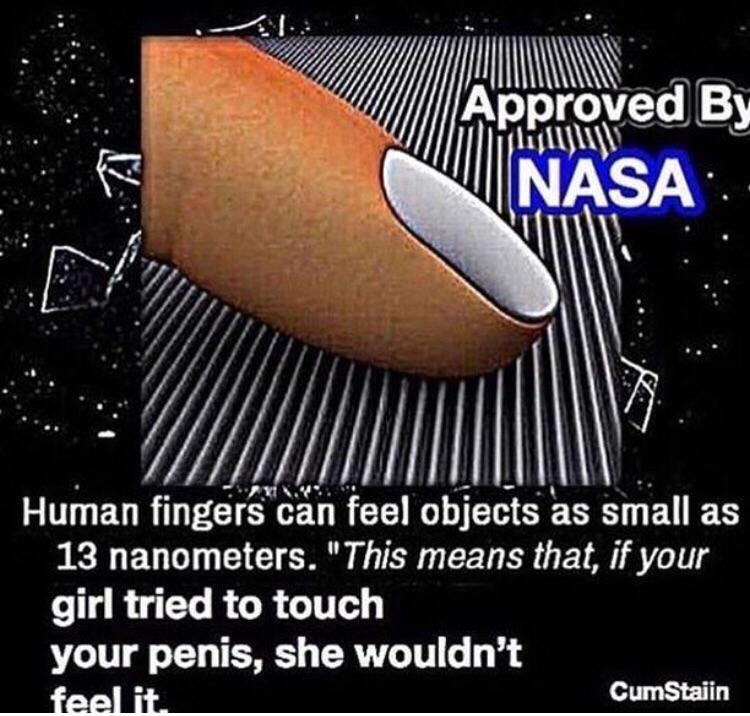 Approved By
NASA
Human fingers can feel objects as small as
13 nanometers. "This means that, if your
girl tried to touch
your penis, she wouldn't
feel it.
CumStaiin